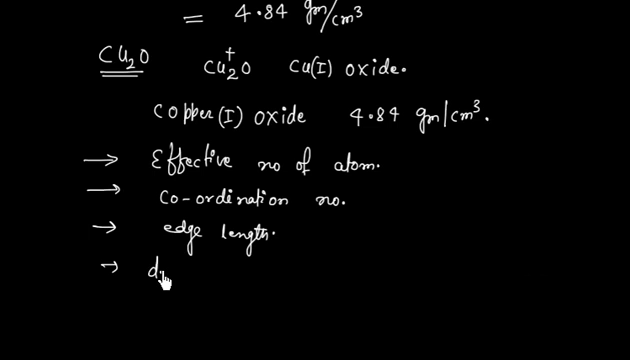 = 4.84 gm/cm³
Cu₂O Cu₂⁺O Cu(I) oxide.
Copper(I) oxide 4.84 gm/cm³.
→ Effective no of atom.
→ co-ordination no.
→ edge length.
→ d